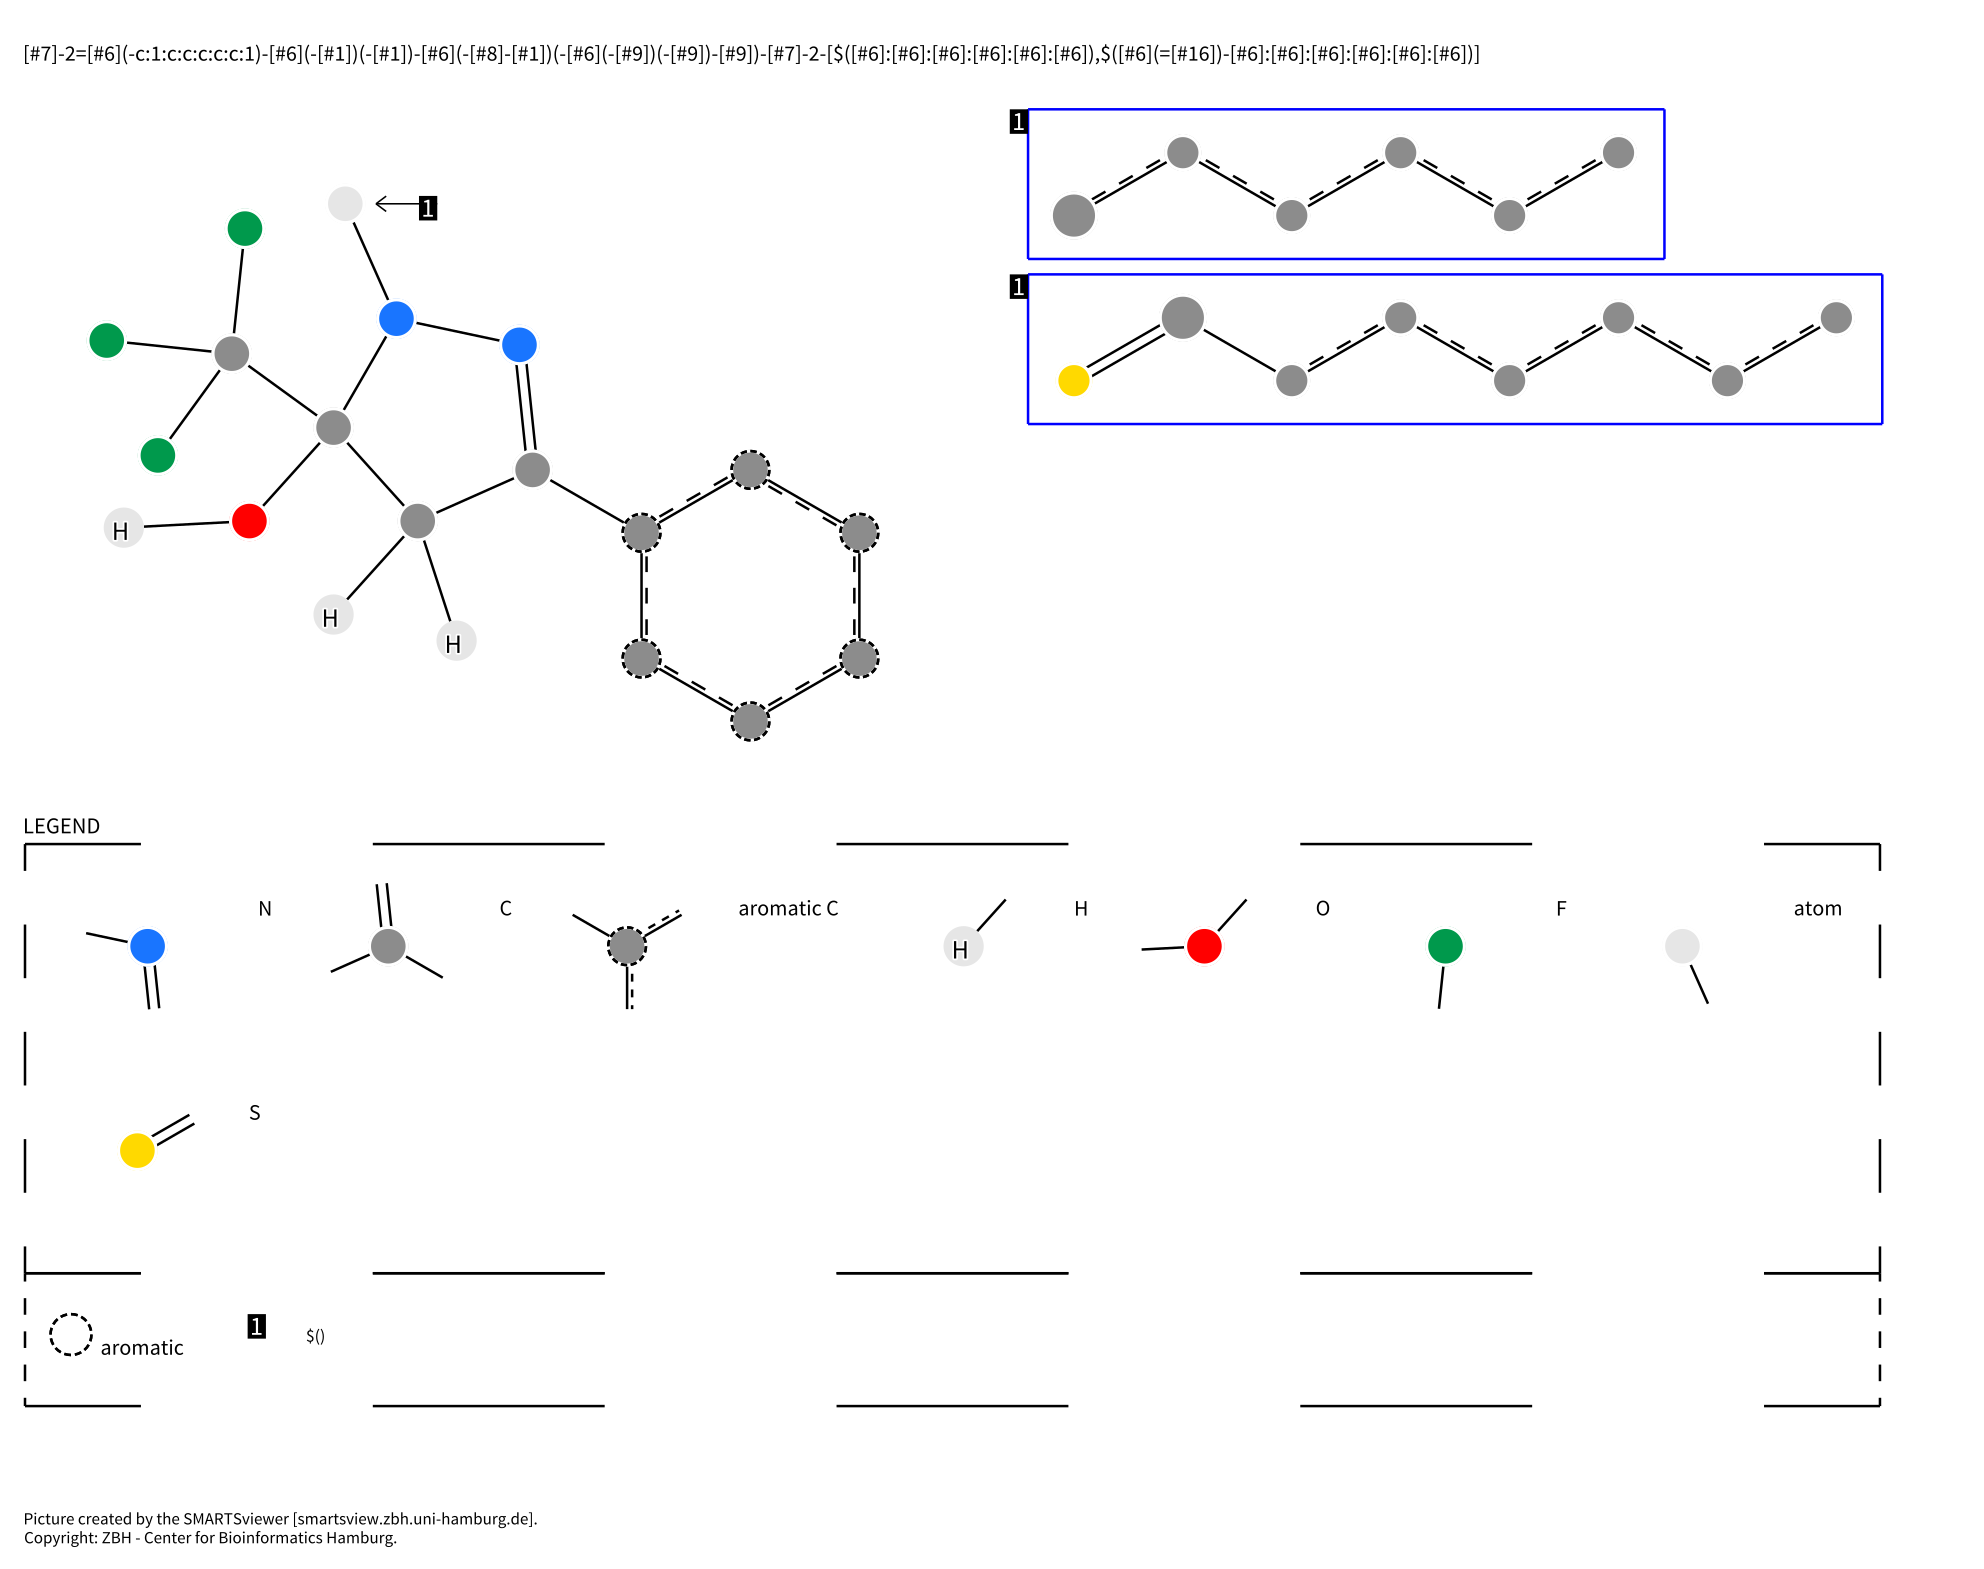 [#7]-2=[#6](-c:1:c:c:c:c:c:1)-[#6](-[#1])(-[#1])-[#6](-[#8]-[#1])(-[#6](-[#9])(-[#9])-[#9])-[#7]-2-[$([#6]:[#6]:[#6]:[#6]:[#6]:[#6]),$([#6](=[#16])-[#6]:[#6]:[#6]:[#6]:[#6]:[#6])]
1
1
1
H
H
H
LEGEND
N C aromatic C H O F atom
H
S
aromatic 1 $()
Picture created by the SMARTSviewer [smartsview.zbh.uni-hamburg.de].
Copyright: ZBH - Center for Bioinformatics Hamburg.